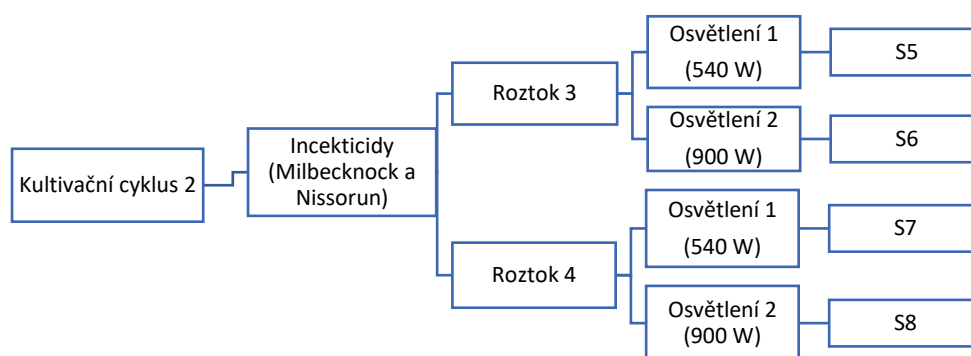 Kultivační cyklus 2
Incekticidy
(Milbecknock a
Nissorun)
Roztok 3
Osvětlení 1
(540 W)
S5
Osvětlení 2
(900 W)
S6
Roztok 4
Osvětlení 1
(540 W)
S7
Osvětlení 2
(900 W)
S8